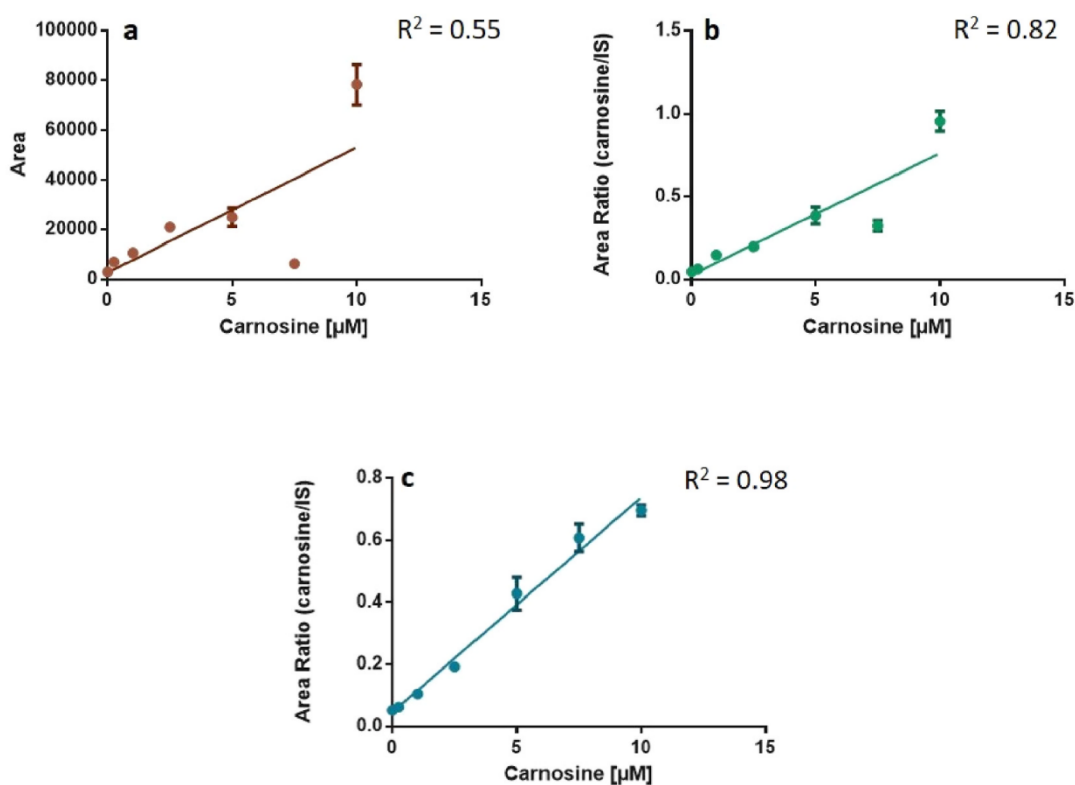 a
R² = 0.55
Area
100000
80000
60000
40000
20000
0
0 5 10 15
Carnosine [µM]
b
R² = 0.82
Area Ratio (carnosine/IS)
1.5
1.0
0.5
0.0
0 5 10 15
Carnosine [µM]
c
R² = 0.98
Area Ratio (carnosine/IS)
0.8
0.6
0.4
0.2
0.0
0 5 10 15
Carnosine [µM]